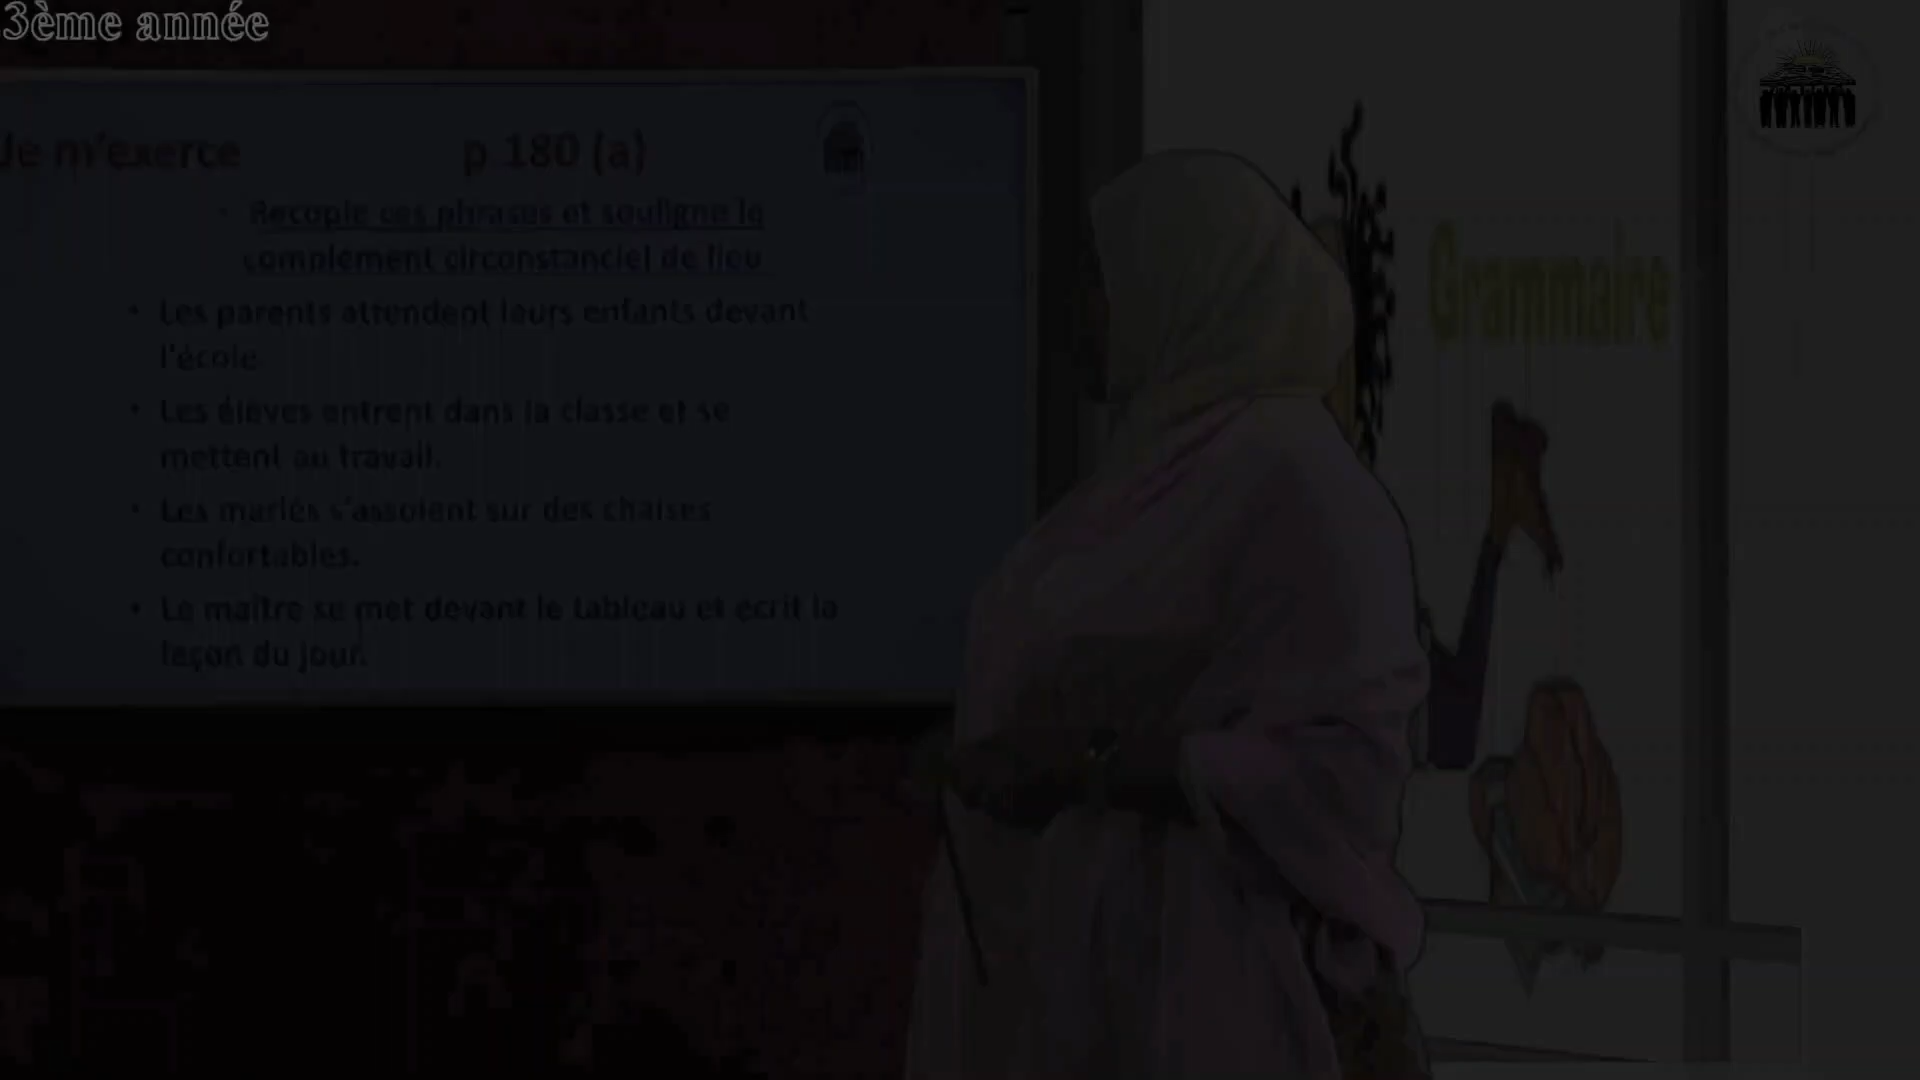 3ème année
Je m'exerce p 180 (a)
• Recopie ces phrases et souligne le
complément circonstanciel de lieu
• Les parents attendent leurs enfants devant
l'école
• Les élèves entrent dans la classe et se
mettent au travail.
• Les mariés s'assoient sur des chaises
confortables.
• Le maître se met devant le tableau et écrit la
leçon du jour.
Grammaire